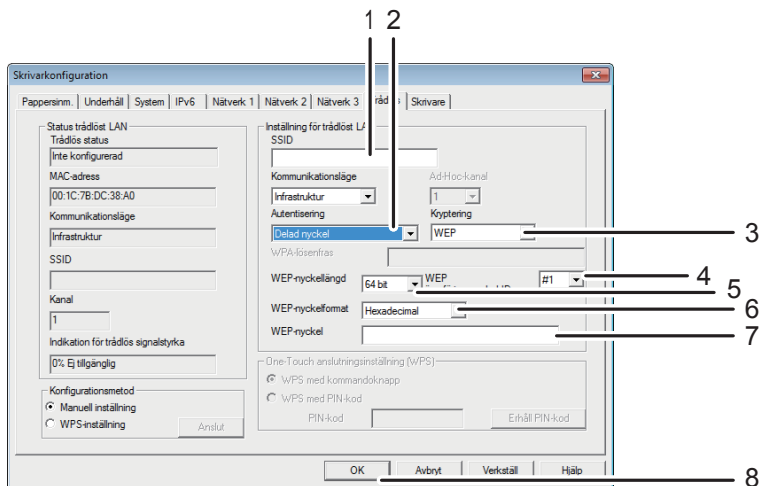 1 2
Skrivarkonfiguration
Pappersinm. Underhåll System IPv6 Nätverk 1 Nätverk 2 Nätverk 3 Skrivare
Status trådlöst LAN
Trådlös status
Inte konfigurerad
MAC-adress
00:1C:7B:DC:38:A0
Kommunikationsläge
Infrastruktur
SSID
Kanal
1
Indikation för trådlös signalstyrka
0% Ej tillgänglig
Konfigurationsmetod
Manuell inställning
WPS-inställning
Anslut
Inställning för trådlöst
SSID
Kommunikationsläge Ad-Hoc-kanal
Infrastruktur 1
Autentisering Kryptering
Delad nyckel WEP
3
WPA-lösenfras
WEP-nyckellängd 64 bit WEP #1
4
5
WEP-nyckelformat Hexadecimal
6
WEP-nyckel
7
One-Touch anslutningsinställning (WPS)
WPS med kommandoknapp
WPS med PIN-kod
PIN-kod Erhåll PIN-kod
OK Avbryt Verkställ Hjälp
8